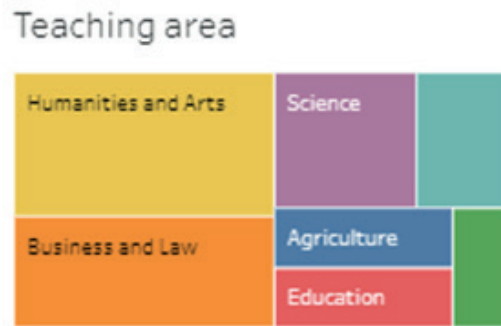 Teaching area
Humanities and Arts
Science
Business and Law
Agriculture
Education